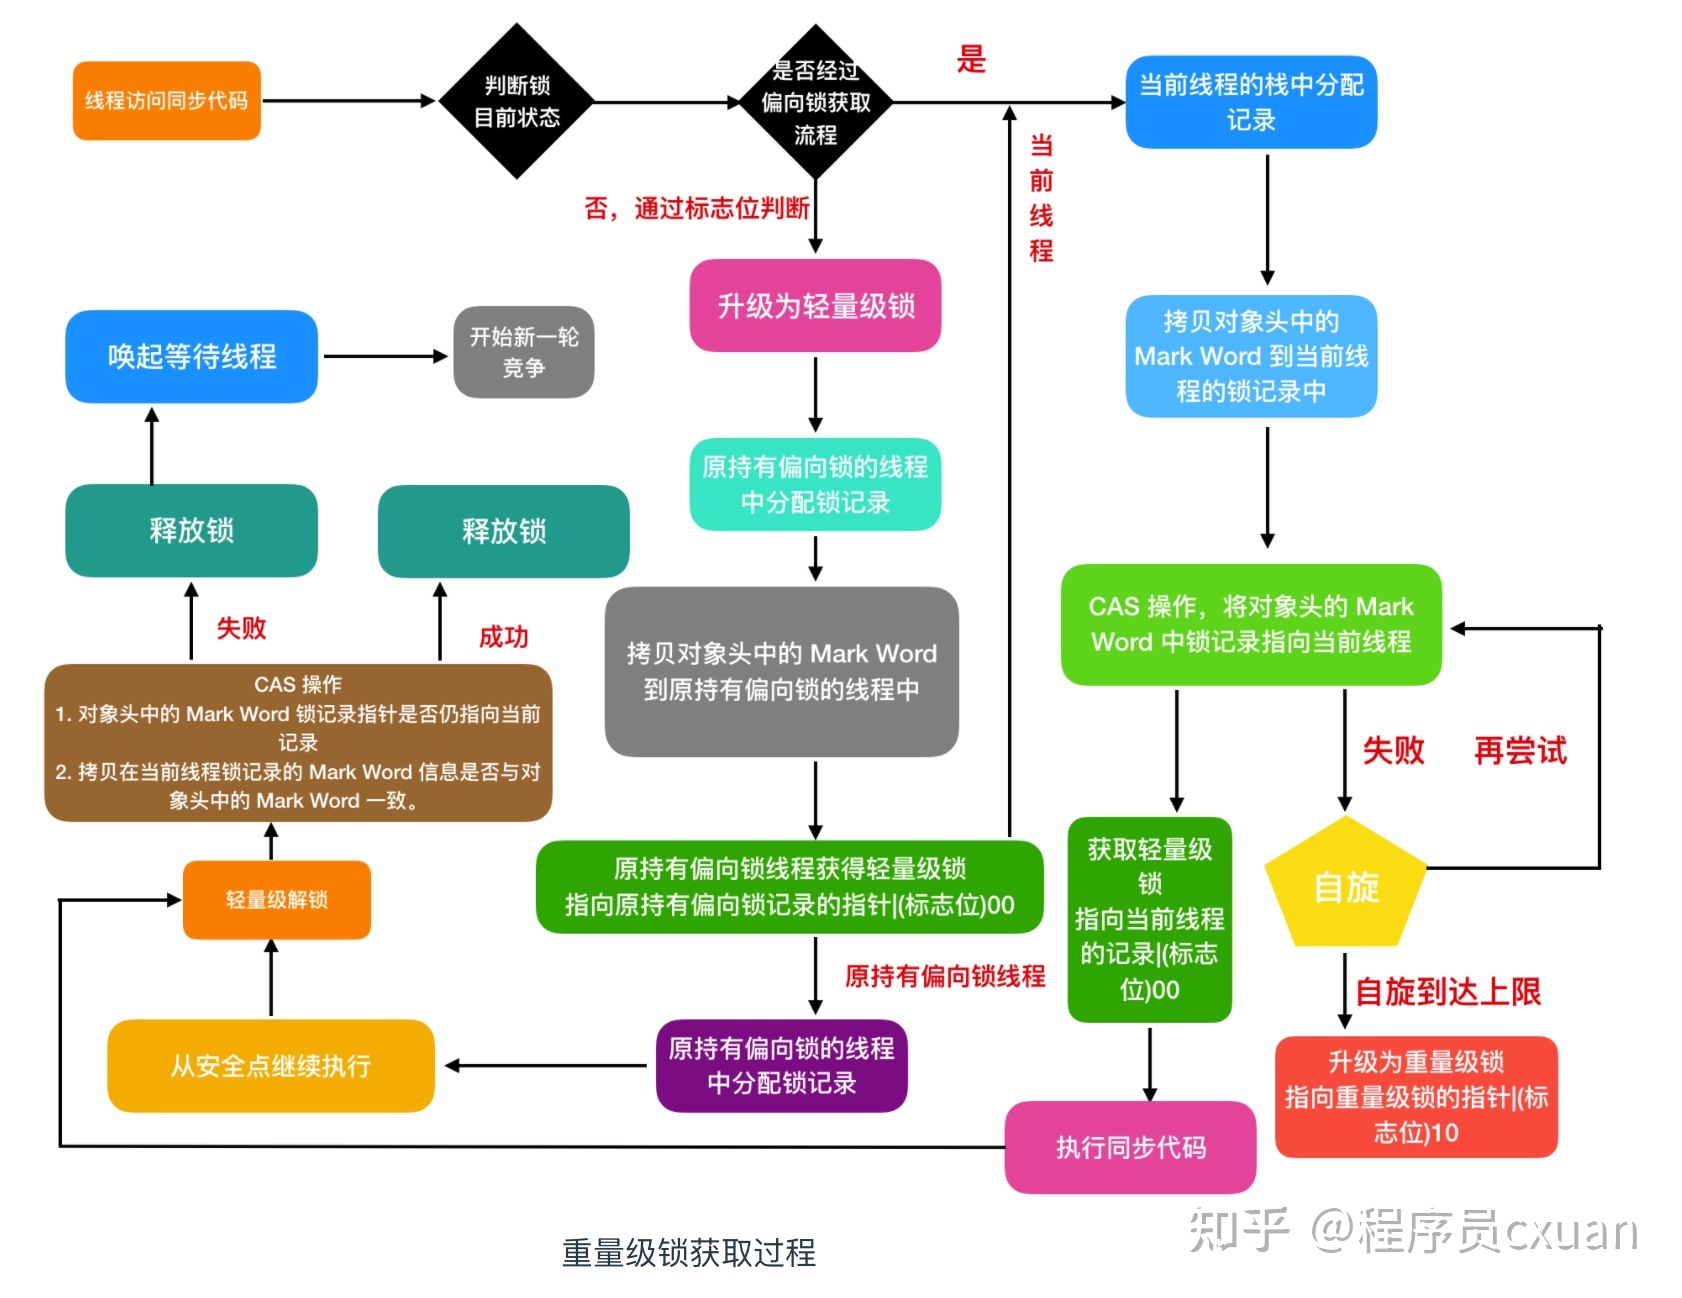 线程访问同步代码
判断锁
目前状态
是否经过
偏向锁获取
流程
是
当前线程的栈中分配
记录
当
前
线
程
否，通过标志位判断
升级为轻量级锁
拷贝对象头中的
Mark Word 到当前线
程的锁记录中
唤起等待线程
开始新一轮
竞争
原持有偏向锁的线程
中分配锁记录
释放锁
释放锁
失败
成功
拷贝对象头中的 Mark Word
到原持有偏向锁的线程中
CAS 操作，将对象头的 Mark
Word 中锁记录指向当前线程
CAS 操作
1. 对象头中的 Mark Word 锁记录指针是否仍指向当前
记录
2. 拷贝在当前线程锁记录的 Mark Word 信息是否与对
象头中的 Mark Word 一致。
失败
再尝试
原持有偏向锁线程获得轻量级锁
指向原持有偏向锁记录的指针|(标志位)00
获取轻量级
锁
指向当前线程
的记录|(标志
位)00
自旋
轻量级解锁
原持有偏向锁线程
自旋到达上限
从安全点继续执行
原持有偏向锁的线程
中分配锁记录
升级为重量级锁
指向重量级锁的指针|(标
志位)10
执行同步代码
知乎 @程序员cxuan
重量级锁获取过程